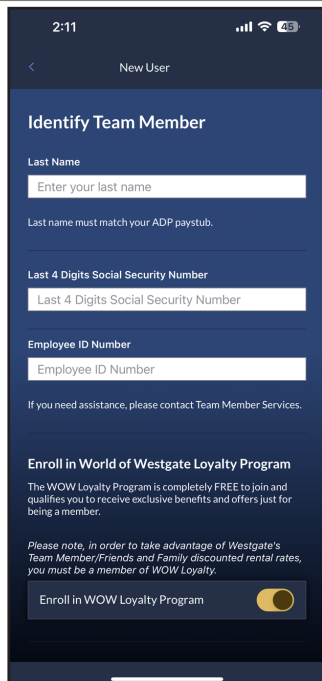 2:11
45
New User
Identify Team Member
Last Name
Enter your last name
Last name must match your ADP paystub.
Last 4 Digits Social Security Number
Last 4 Digits Social Security Number
Employee ID Number
Employee ID Number
If you need assistance, please contact Team Member Services.
Enroll in World of Westgate Loyalty Program
The WOW Loyalty Program is completely FREE to join and
qualifies you to receive exclusive benefits and offers just for
being a member.
Please note, in order to take advantage of Westgate's
Team Member/Friends and Family discounted rental rates,
you must be a member of WOW Loyalty.
Enroll in WOW Loyalty Program